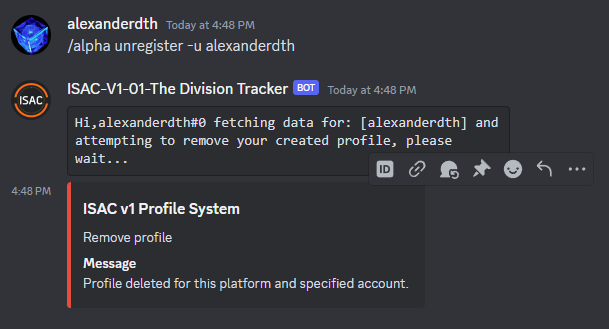 alexanderdth Today at 4:48 PM
/alpha unregister -u alexanderdth
ISAC-V1-01-The Division Tracker BOT Today at 4:48 PM
ISAC
Hi,alexanderdth#0 fetching data for: [alexanderdth] and
attempting to remove your created profile, please
wait...
ID
4:48 PM
ISAC v1 Profile System
Remove profile
Message
Profile deleted for this platform and specified account.